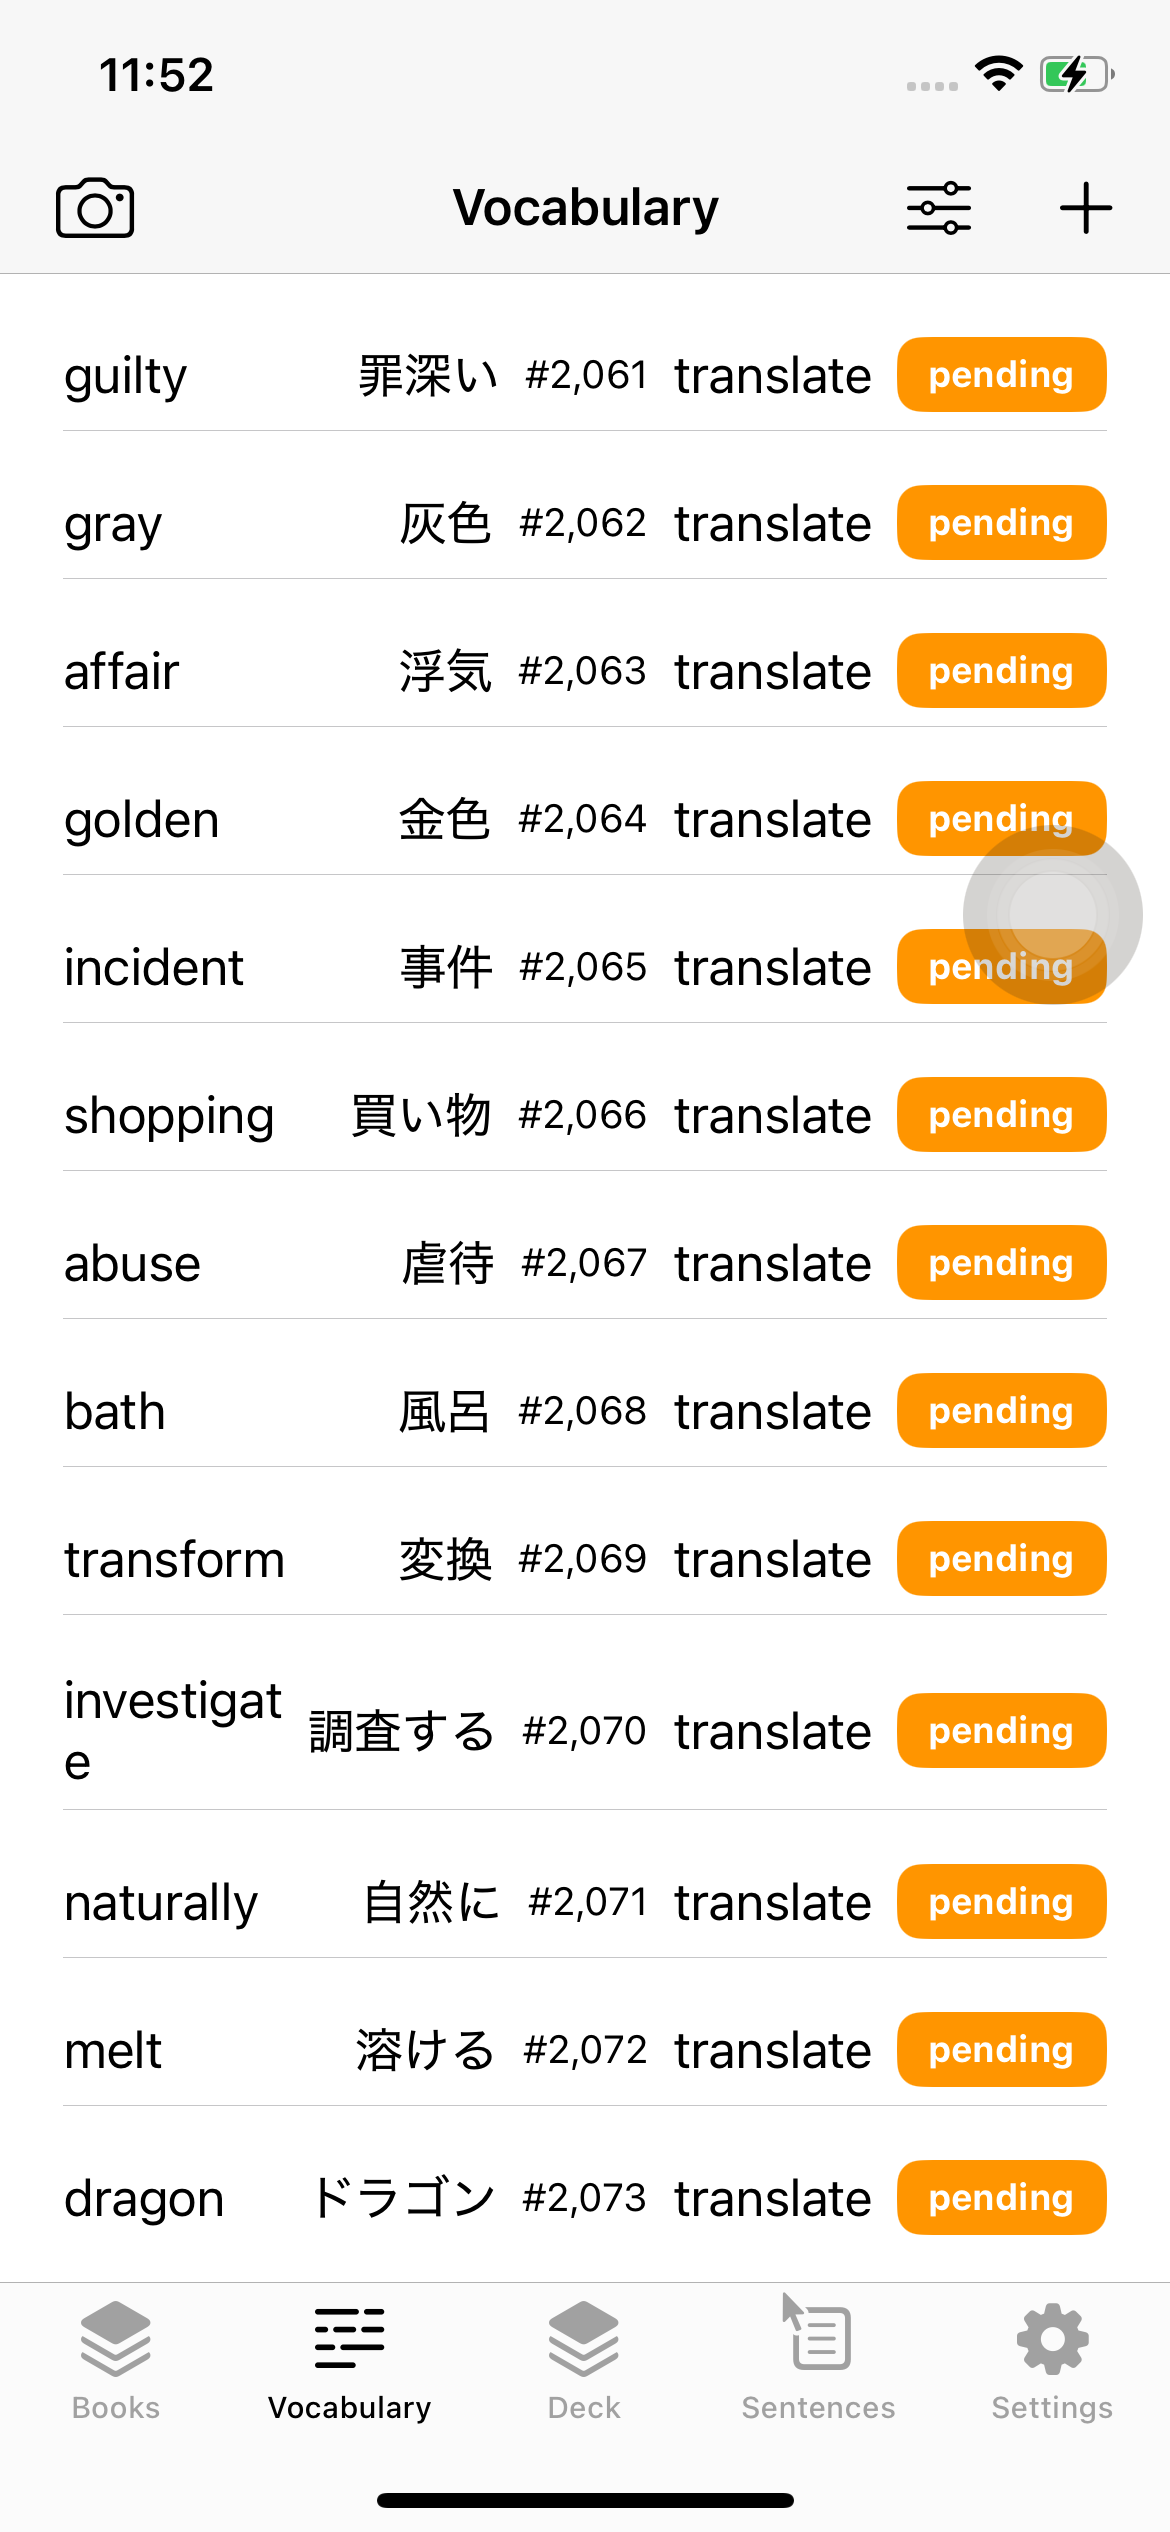 11:52
Vocabulary
guilty 罪深い #2,061 translate pending
gray 灰色 #2,062 translate pending
affair 浮気 #2,063 translate pending
golden 金色 #2,064 translate pending
incident 事件 #2,065 translate pending
shopping 買い物 #2,066 translate pending
abuse 虐待 #2,067 translate pending
bath 風呂 #2,068 translate pending
transform 変換 #2,069 translate pending
investigat
e 調査する #2,070 translate pending
naturally 自然に #2,071 translate pending
melt 溶ける #2,072 translate pending
dragon ドラゴン #2,073 translate pending
Books Vocabulary Deck Sentences Settings